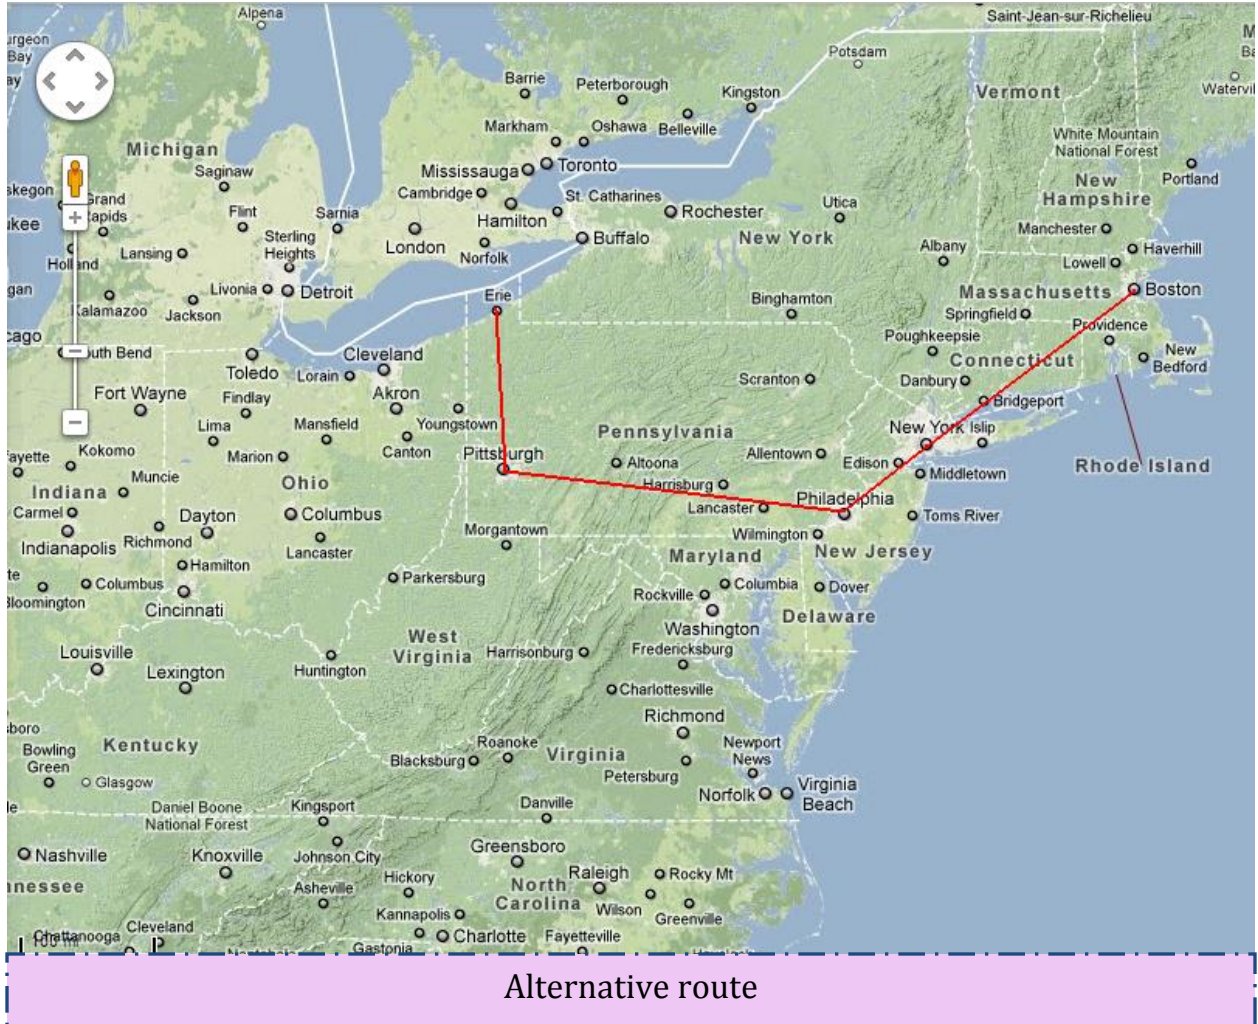 Alpena
Saint-Jean-sur-Richelieu
Bay
Potsdam
Barrie
Peterborough
Kingston
Vermont
Markham
Oshawa
Belleville
White Mountain
National Forest
Michigan
Saginaw
Mississauga
Toronto
Portland
Cambridge
St. Catharines
New
Hampshire
Grand
Rapids
Flint
Sarnia
Hamilton
Rochester
Utica
Sterling
Heights
London
Buffalo
New York
Manchester
Albany
Haverhill
Lansing
Norfolk
Lowell
Holland
Livonia
Detroit
Erie
Massachusetts
Boston
Kalamazoo
Jackson
Binghamton
Springfield
Providence
Poughkeepsie
South Bend
Cleveland
Connecticut
New
Bedford
Toledo
Lorain
Scranton
Danbury
Fort Wayne
Findlay
Akron
Bridgeport
Lima
Mansfield
Youngstown
Pennsylvania
New York
Islip
Kokomo
Marion
Canton
Pittsburgh
Altoona
Allentown
Edison
Middletown
Rhode Island
Muncie
Indiana
Ohio
Harrisburg
Philadelphia
Carmel
Dayton
Columbus
Lancaster
Toms River
Indianapolis
Richmond
Lancaster
Morgantown
Wilmington
New Jersey
Hamilton
Maryland
Columbus
Parkersburg
Columbia
Dover
Bloomington
Cincinnati
Rockville
Delaware
Washington
West
Virginia
Louisville
Harrisonburg
Fredericksburg
Lexington
Huntington
Charlottesville
Richmond
Kentucky
Bowling
Green
Roanoke
Virginia
Newport
News
Blacksburg
Petersburg
Glasgow
Virginia
Beach
Norfolk
Daniel Boone
National Forest
Kingsport
Danville
Nashville
Knoxville
Johnson City
Greensboro
Hickory
Raleigh
Rocky Mt
Asheville
North
Carolina
Wilson
Greenville
Kannapolis
Cleveland
Chattanooga
100 mi
Charlotte
Fayetteville
Gastonia
Alternative route